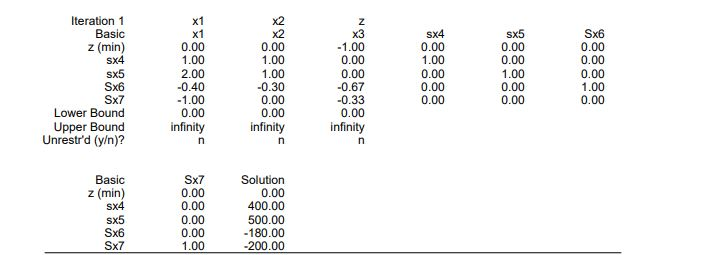 Iteration 1 x1 x2 z
Basic x1 x2 x3 sx4 sx5 Sx6
z (min) 0.00 0.00 -1.00 0.00 0.00 0.00
sx4 1.00 1.00 0.00 1.00 0.00 0.00
sx5 2.00 1.00 0.00 0.00 1.00 0.00
Sx6 -0.40 -0.30 -0.67 0.00 0.00 1.00
Sx7 -1.00 0.00 -0.33 0.00 0.00 0.00
Lower Bound 0.00 0.00 0.00
Upper Bound infinity infinity infinity
Unrestr'd (y/n)? n n n
Basic Sx7 Solution
z (min) 0.00 0.00
sx4 0.00 400.00
sx5 0.00 500.00
Sx6 0.00 -180.00
Sx7 1.00 -200.00